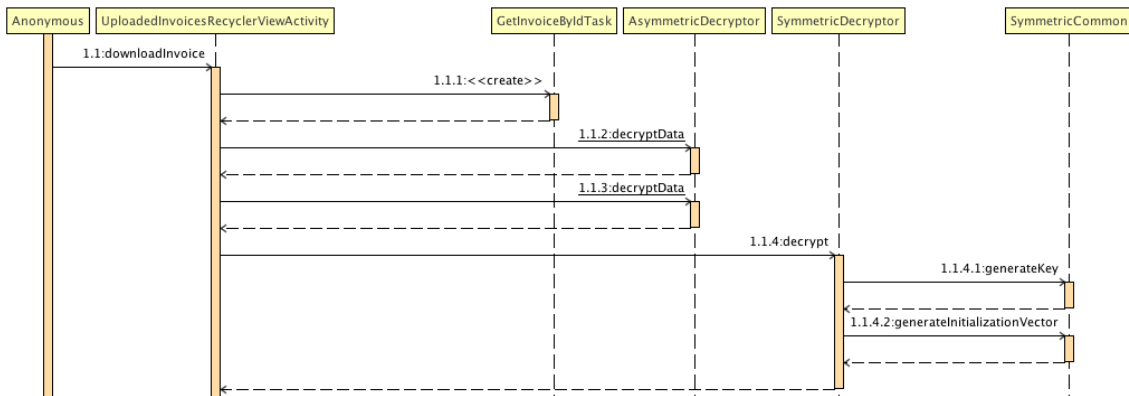 Anonymous
UploadedInvoicesRecyclerViewActivity
GetInvoiceByIdTask
AsymmetricDecryptor
SymmetricDecryptor
SymmetricCommon
1.1:downloadInvoice
1.1.1:<<create>>
1.1.2:decryptData
1.1.3:decryptData
1.1.4:decrypt
1.1.4.1:generateKey
1.1.4.2:generateInitializationVector